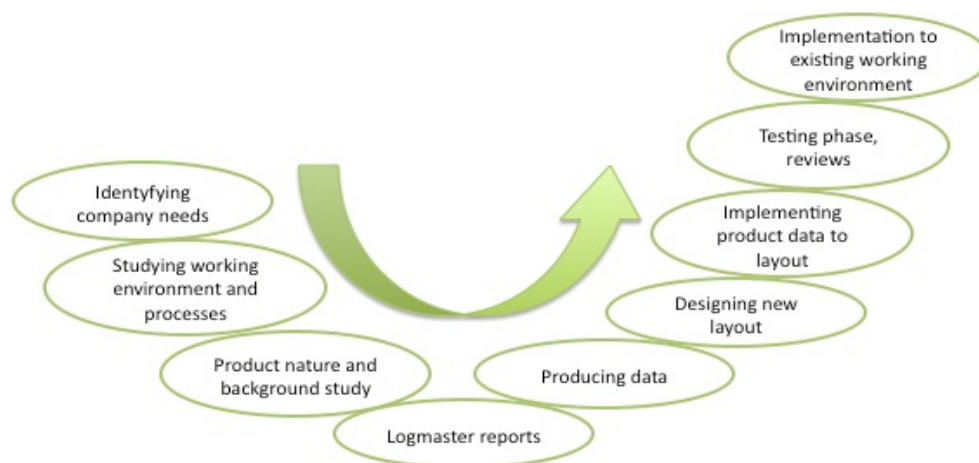 Identyfying
company needs
Studying working
environment and
processes
Product nature and
background study
Logmaster reports
Producing data
Designing new
layout
Implementing
product data to
layout
Testing phase,
reviews
Implementation to
existing working
environment